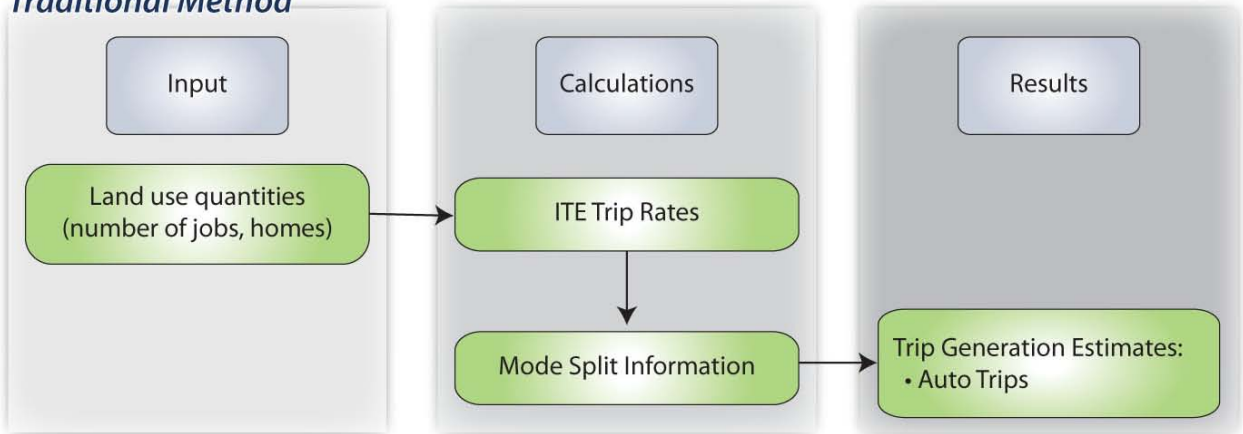 Traditional Method
Input
Calculations
Results
Land use quantities
(number of jobs, homes)
ITE Trip Rates
Mode Split Information
Trip Generation Estimates:
• Auto Trips